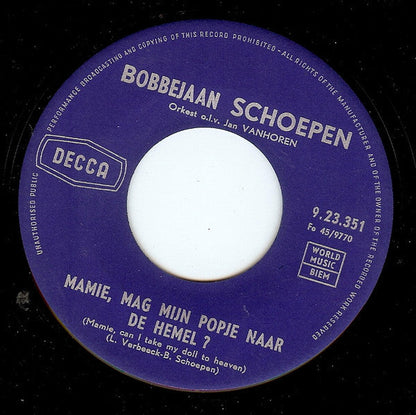 UNAUTHORISED PUBLIC PERFORMANCE BROADCASTING AND COPYING OF THIS RECORD PROHIBITED - ALL RIGHTS OF THE MANUFACTURER AND OF THE OWNER OF THE RECORDED WORK RESERVED
BOBBEJAAN SCHOEPEN
Orkest o.l.v. Jan VANHOREN
DECCA
9.23.351
Fo 45/9770
WORLD
MUSIC
BIEM
MAMIE, MAG MIJN POPJE NAAR
DE HEMEL ?
(Mamie, can I take my doll to heaven)
(L. Verbeeck-B. Schoepen)